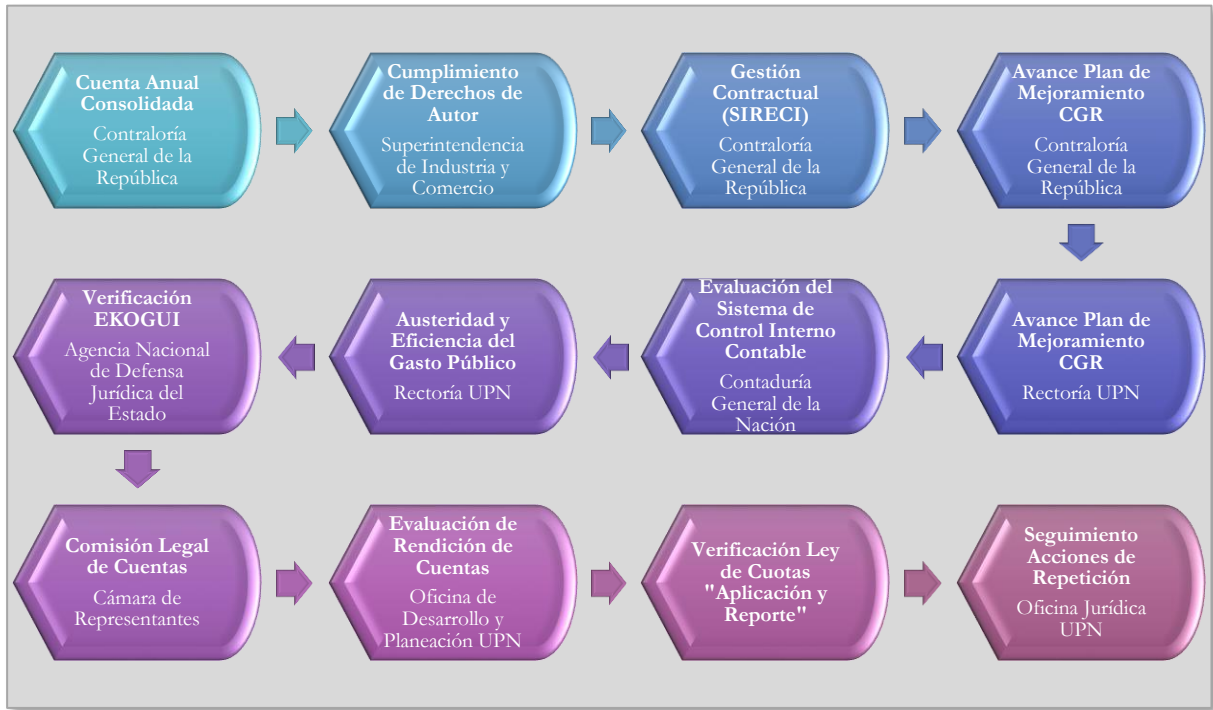 Cuenta Anual
Consolidada
Contraloría
General de la
República
Cumplimiento
de Derechos de
Autor
Superintendencia
de Industria y
Comercio
Gestión
Contractual
(SIRECI)
Contraloría
General de la
República
Avance Plan de
Mejoramiento
CGR
Contraloría
General de la
República
Avance Plan de
Mejoramiento
CGR
Rectoría UPN
Evaluación del
Sistema de
Control Interno
Contable
Contaduría
General de la
Nación
Austeridad y
Eficiencia del
Gasto Público
Rectoría UPN
Verificación
EKOGUI
Agencia Nacional
de Defensa
Jurídica del
Estado
Comisión Legal
de Cuentas
Cámara de
Representantes
Evaluación de
Rendición de
Cuentas
Oficina de
Desarrollo y
Planeación UPN
Verificación Ley
de Cuotas
"Aplicación y
Reporte"
Seguimiento
Acciones de
Repetición
Oficina Jurídica
UPN